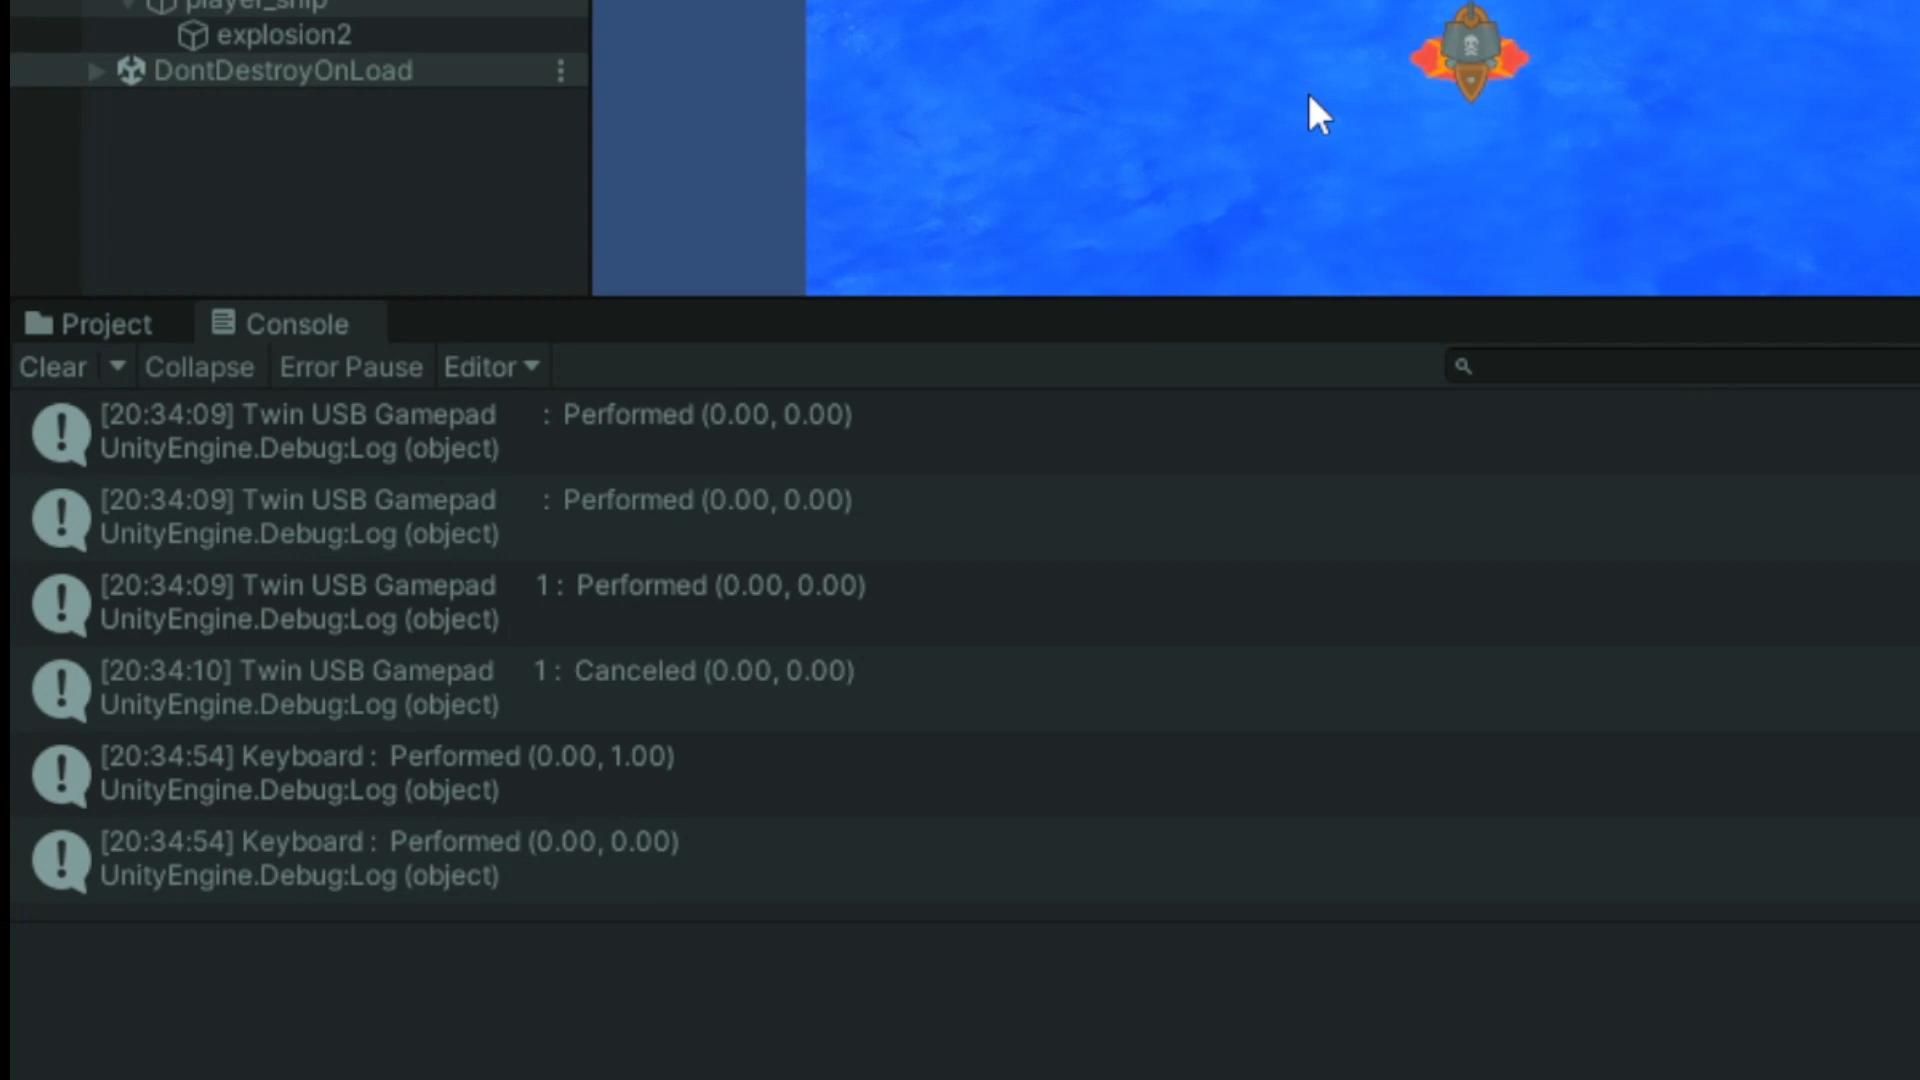 player_ship
explosion2
DontDestroyOnLoad
Project
Console
Clear
Collapse
Error Pause
Editor
[20:34:09] Twin USB Gamepad      :  Performed (0.00, 0.00)
UnityEngine.Debug:Log (object)
[20:34:09] Twin USB Gamepad      :  Performed (0.00, 0.00)
UnityEngine.Debug:Log (object)
[20:34:09] Twin USB Gamepad     1 :  Performed (0.00, 0.00)
UnityEngine.Debug:Log (object)
[20:34:10] Twin USB Gamepad     1 :  Canceled (0.00, 0.00)
UnityEngine.Debug:Log (object)
[20:34:54] Keyboard :  Performed (0.00, 1.00)
UnityEngine.Debug:Log (object)
[20:34:54] Keyboard :  Performed (0.00, 0.00)
UnityEngine.Debug:Log (object)